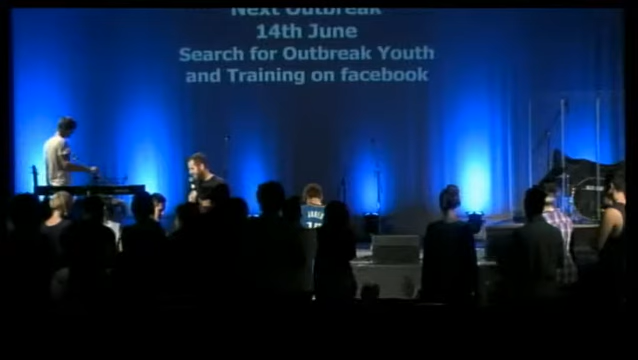 Next Outbreak
14th June
Search for Outbreak Youth
and Training on facebook